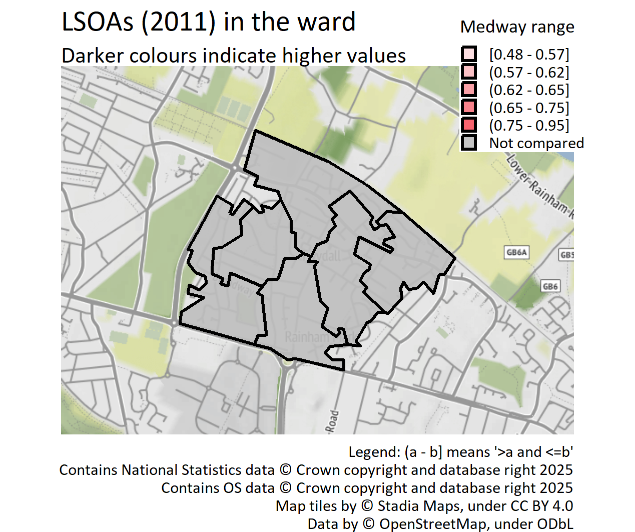 LSOAs (2011) in the ward
Darker colours indicate higher values
Medway range
[0.48 - 0.57]
(0.57 - 0.62]
(0.62 - 0.65]
(0.65 - 0.75]
(0.75 - 0.95]
Not compared
Lower-Rainham-R
GB6A
GBS
GB6
Rainham
-Road
Legend: (a - b] means '>a and <=b'
Contains National Statistics data © Crown copyright and database right 2025
Contains OS data © Crown copyright and database right 2025
Map tiles by © Stadia Maps, under CC BY 4.0
Data by © OpenStreetMap, under ODbL